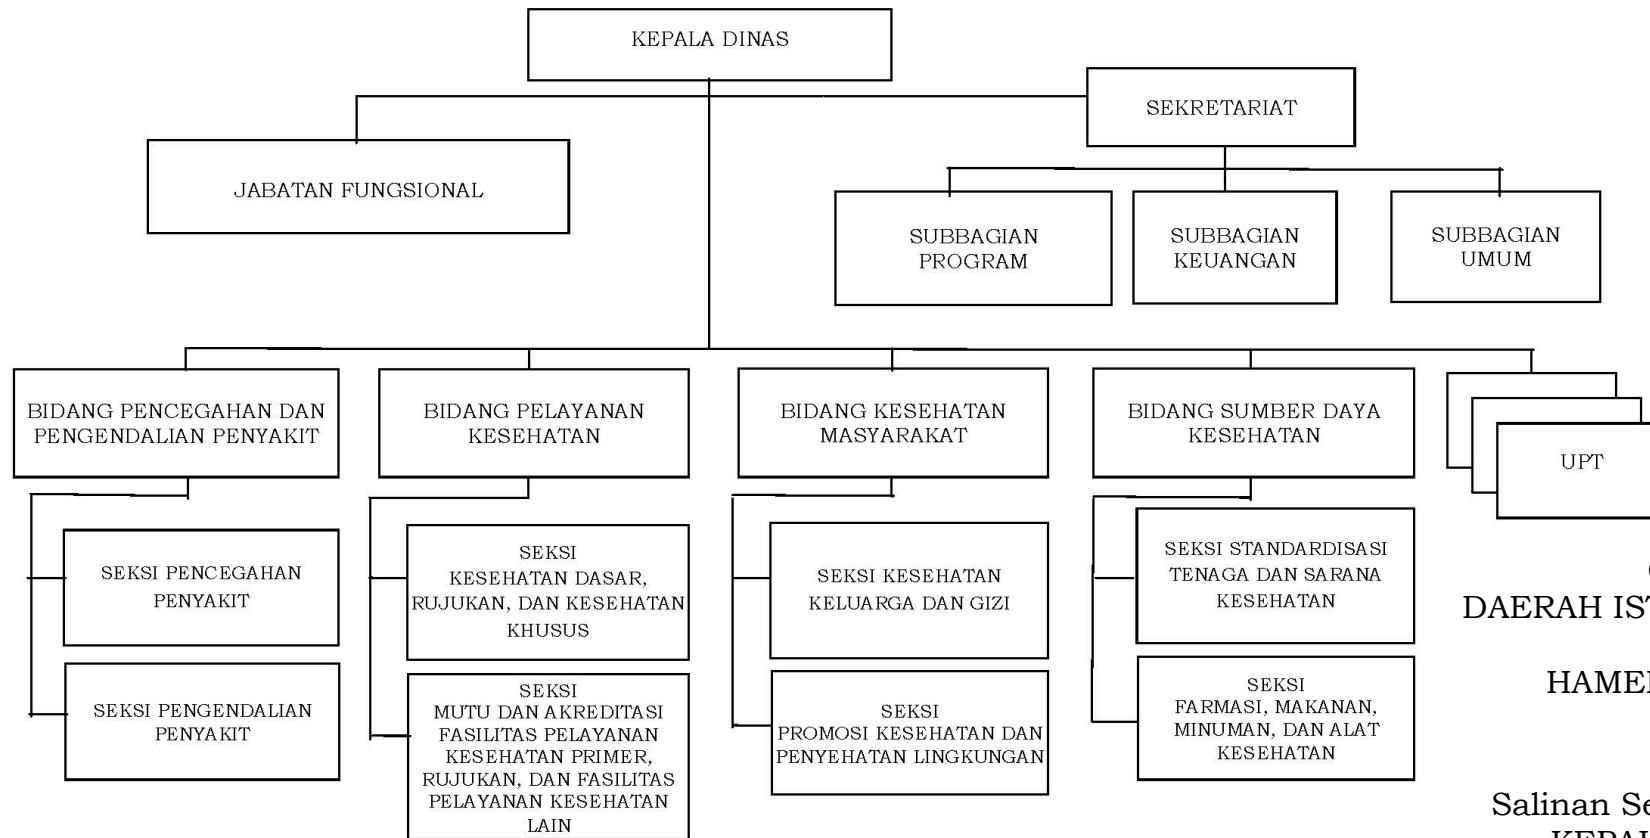 KEPALA DINAS
SEKRETARIAT
JABATAN FUNGSIONAL
SUBBAGIAN
PROGRAM
SUBBAGIAN
KEUANGAN
SUBBAGIAN
UMUM
BIDANG PENCEGAHAN DAN
PENGENDALIAN PENYAKIT
BIDANG PELAYANAN
KESEHATAN
BIDANG KESEHATAN
MASYARAKAT
BIDANG SUMBER DAYA
KESEHATAN
UPT
SEKSI PENCEGAHAN
PENYAKIT
SEKSI PENGENDALIAN
PENYAKIT
SEKSI
KESEHATAN DASAR,
RUJUKAN, DAN KESEHATAN
KHUSUS
SEKSI
MUTU DAN AKREDITASI
FASILITAS PELAYANAN
KESEHATAN PRIMER,
RUJUKAN, DAN FASILITAS
PELAYANAN KESEHATAN
LAIN
SEKSI KESEHATAN
KELUARGA DAN GIZI
SEKSI
PROMOSI KESEHATAN DAN
PENYEHATAN LINGKUNGAN
SEKSI STANDARDISASI
TENAGA DAN SARANA
KESEHATAN
SEKSI
FARMASI, MAKANAN,
MINUMAN, DAN ALAT
KESEHATAN
DAERAH
Salinan